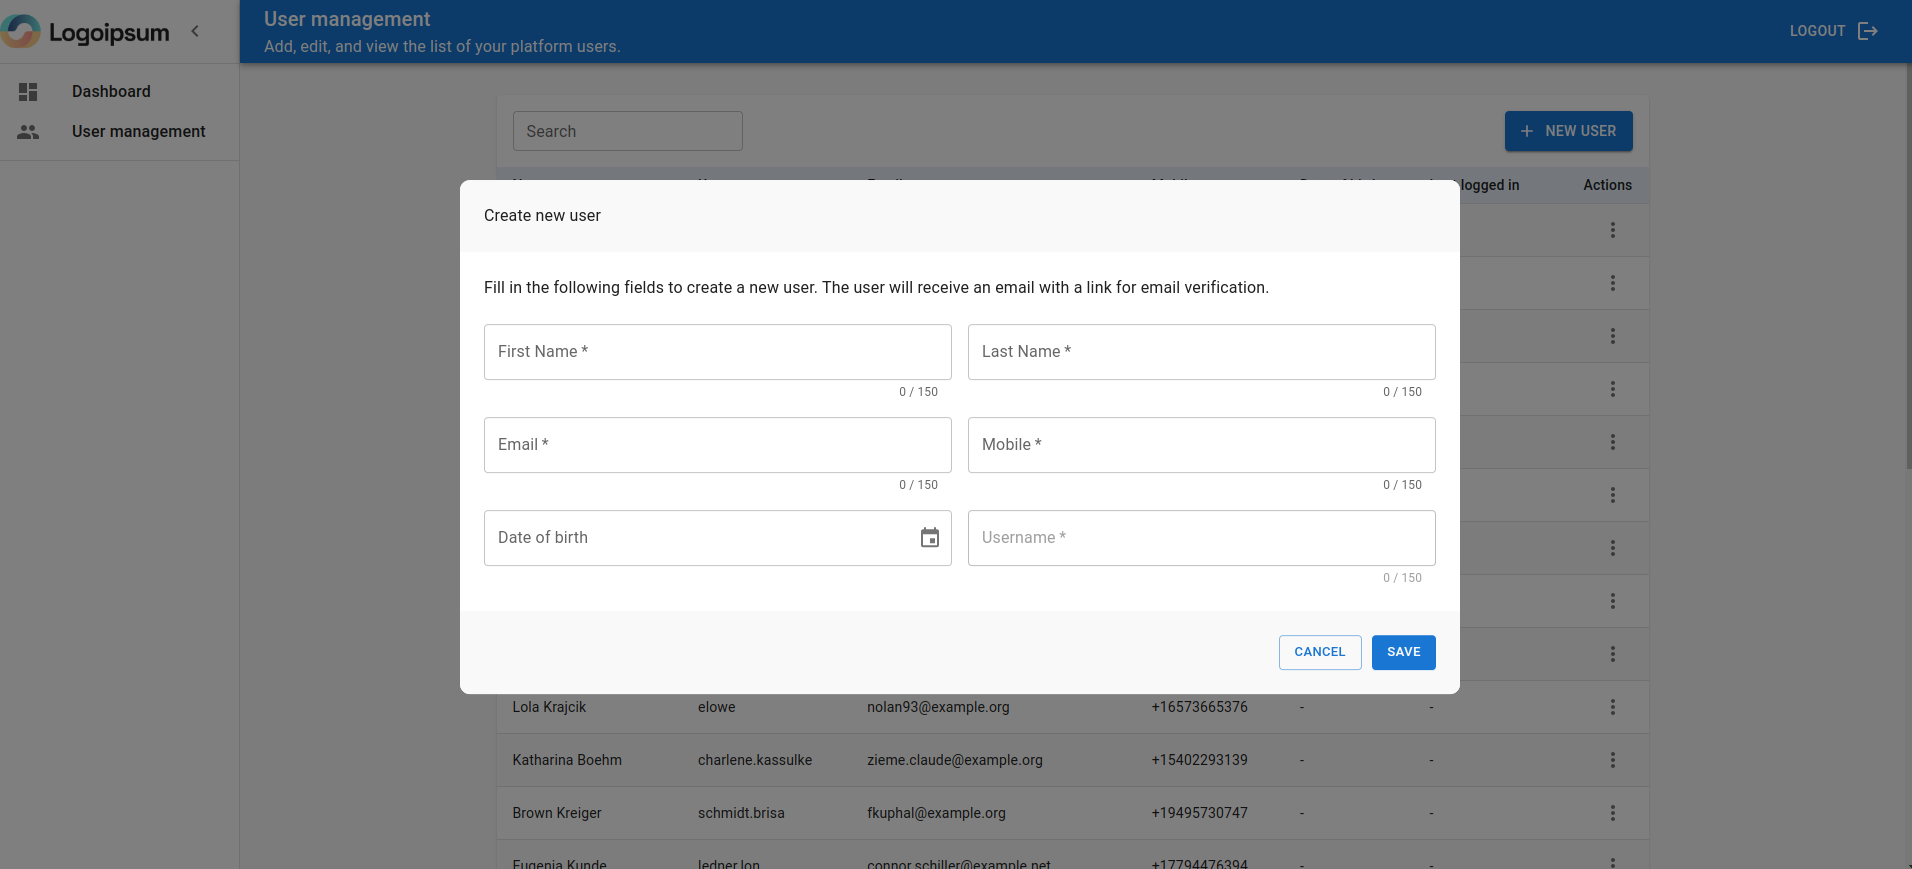 Logoipsum
User management
Add, edit, and view the list of your platform users.
LOGOUT
Dashboard
User management
Search
NEW USER
logged in
Actions
Create new user
Fill in the following fields to create a new user. The user will receive an email with a link for email verification.
First Name *
Last Name *
0 / 150
0 / 150
Email *
Mobile *
0 / 150
0 / 150
Date of birth
Username *
0 / 150
CANCEL
SAVE
Lola Krajcik elowe nolan93@example.org +16573665376 - -
Katharina Boehm charlene.kassulke zieme.claude@example.org +15402293139 - -
Brown Kreiger schmidt.brisa fkuphal@example.org +19495730747 - -
Eugenia Kunde ledner.lon connor.schiller@example.net +17794476394 - -